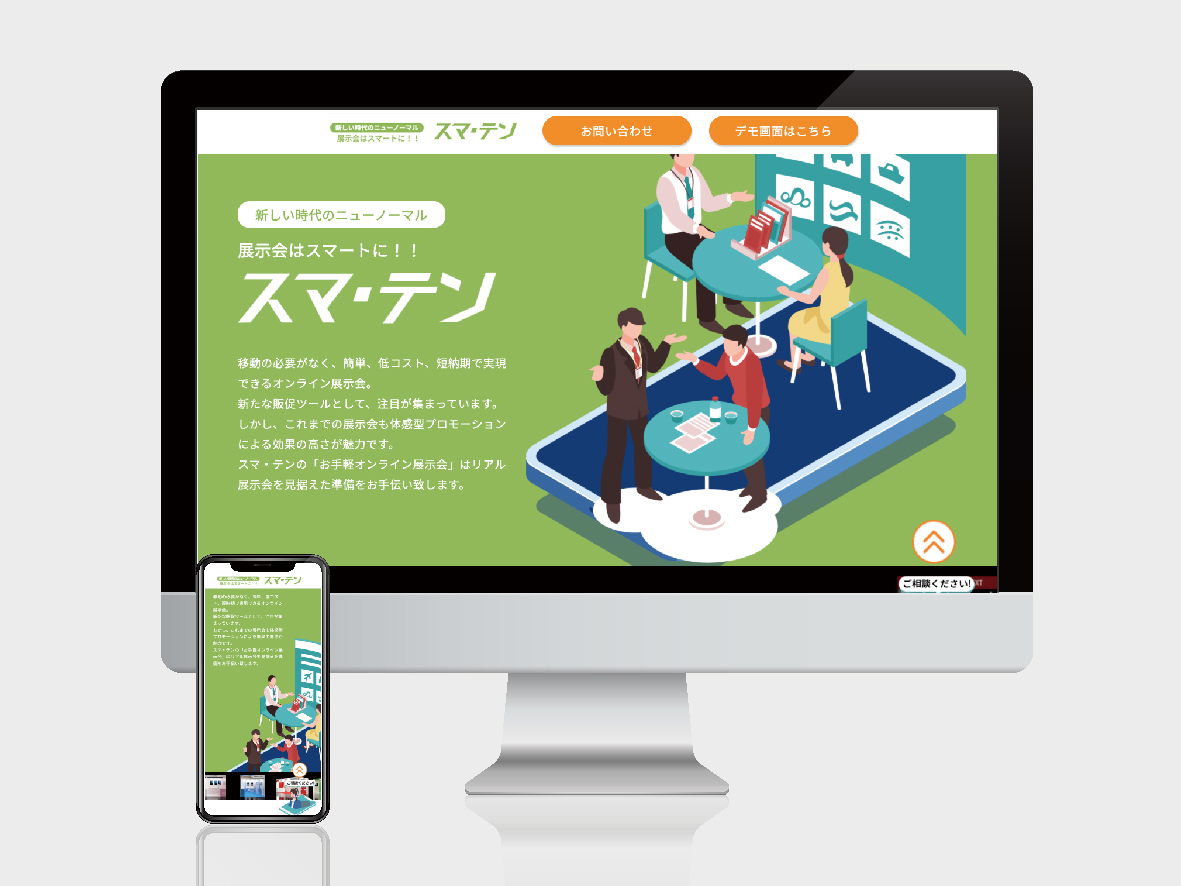 新しい時代のニューノーマル
展示会はスマートに！！
スマ・テン
お問い合わせ
デモ画面はこちら
新しい時代のニューノーマル
展示会はスマートに！！
スマ・テン
移動の必要がなく、簡単、低コスト、短納期で実現
できるオンライン展示会。
新たな販促ツールとして、注目が集まっています。
しかし、これまでの展示会も体感型プロモーション
による効果の高さが魅力です。
スマ・テンの「お手軽オンライン展示会」はリアル
展示会を見据えた準備をお手伝い致します。
ご相談ください!
スマ・テン
ご相談ください!